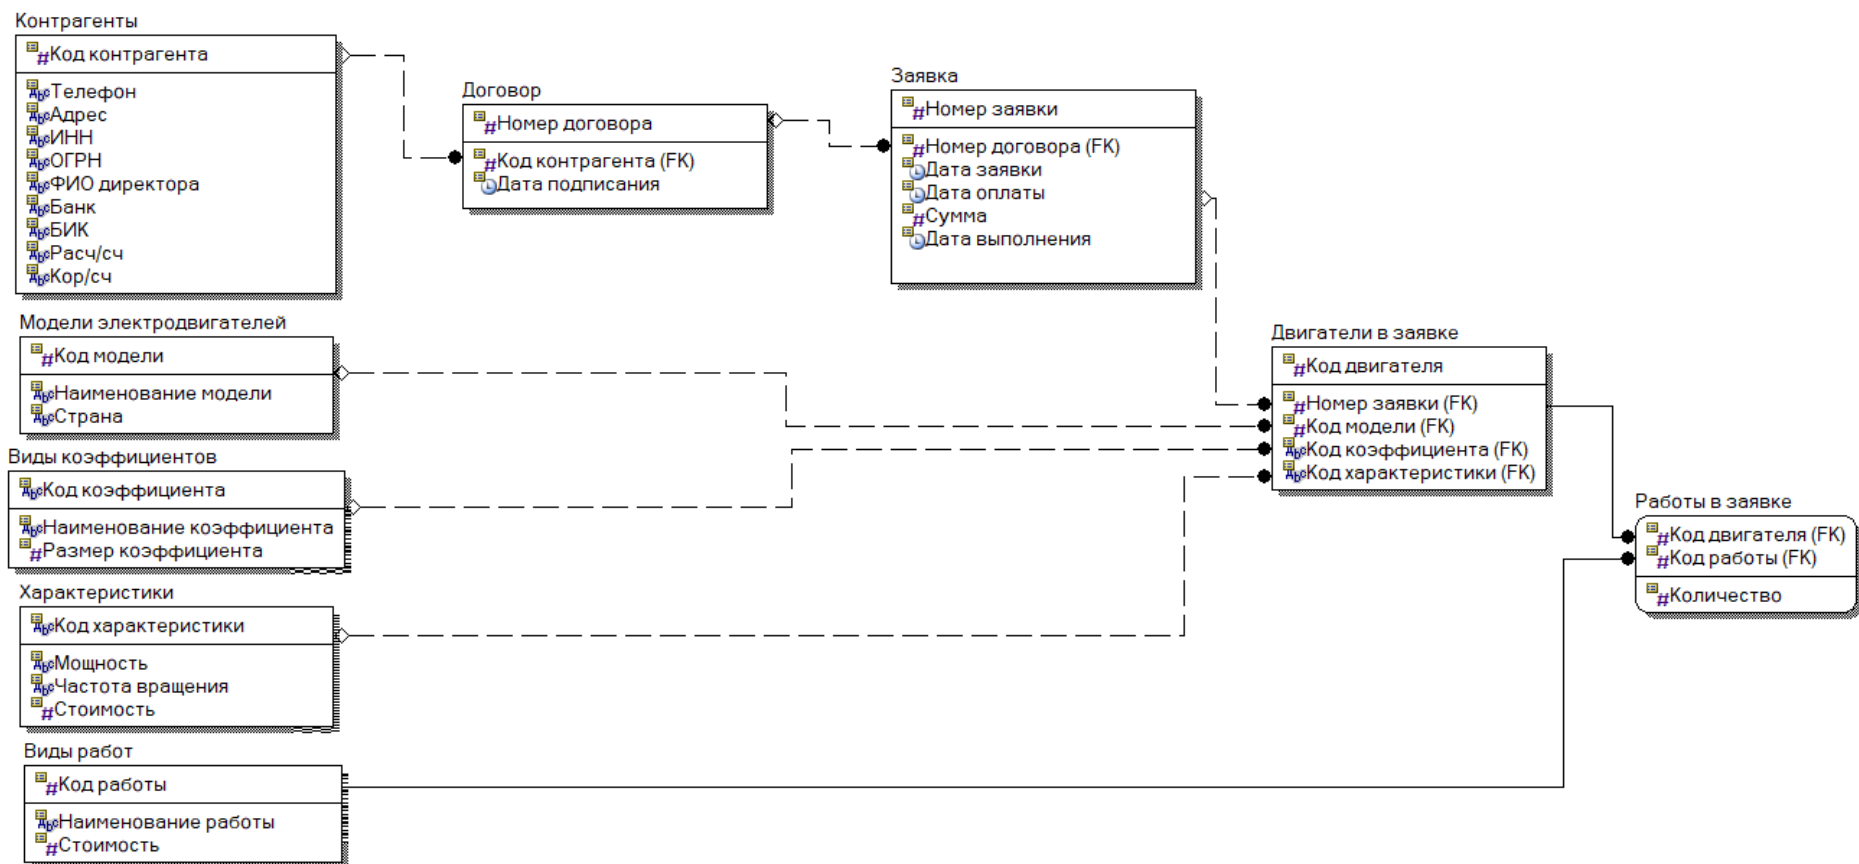 Контрагенты
#Код контрагента
Телефон
Адрес
ИНН
ОГРН
ФИО директора
Банк
БИК
Расч/сч
Кор/сч
Договор
#Номер договора
#Код контрагента (FK)
Дата подписания
Заявка
#Номер заявки
#Номер договора (FK)
Дата заявки
Дата оплаты
#Сумма
Дата выполнения
Модели электродвигателей
#Код модели
Наименование модели
Страна
Виды коэффициентов
Код коэффициента
Наименование коэффициента
#Размер коэффициента
Характеристики
Код характеристики
Мощность
Частота вращения
#Стоимость
Виды работ
#Код работы
Наименование работы
#Стоимость
Двигатели в заявке
#Код двигателя
#Номер заявки (FK)
#Код модели (FK)
Код коэффициента (FK)
Код характеристики (FK)
Работы в заявке
#Код двигателя (FK)
#Код работы (FK)
#Количество